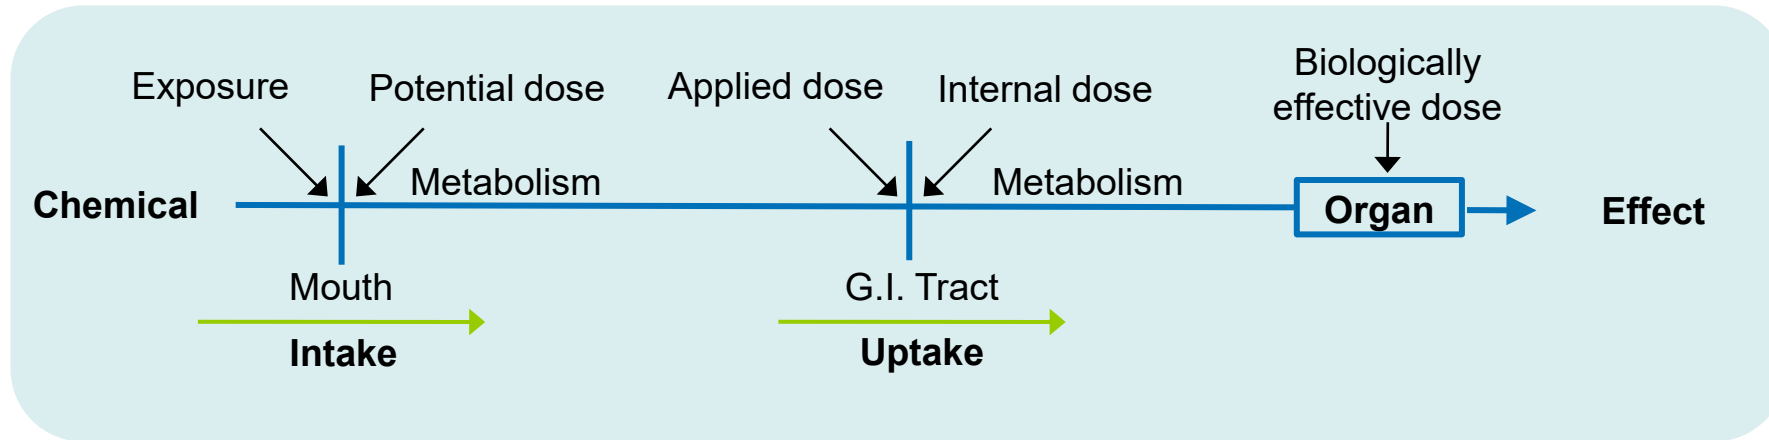 Exposure
Potential dose
Applied dose
Internal dose
Biologically
effective dose
Chemical
Metabolism
Metabolism
Organ
Effect
Mouth
Intake
G.I. Tract
Uptake